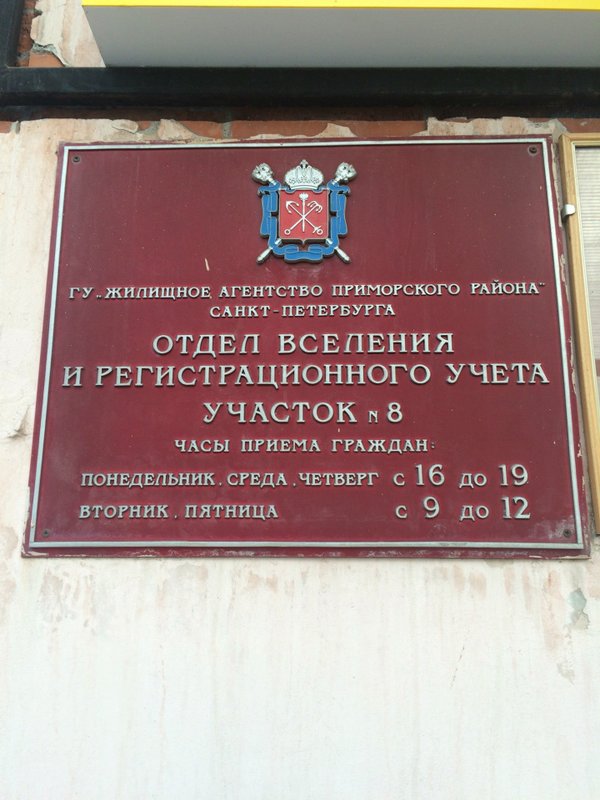 ГУ „ЖИЛИЩНОЕ АГЕНТСТВО ПРИМОРСКОГО РАЙОНА"
САНКТ-ПЕТЕРБУРГА
ОТДЕЛ ВСЕЛЕНИЯ
И РЕГИСТРАЦИОННОГО УЧЕТА
УЧАСТОК N 8
ЧАСЫ ПРИЕМА ГРАЖДАН:
ПОНЕДЕЛЬНИК, СРЕДА, ЧЕТВЕРГ С 16 ДО 19
ВТОРНИК, ПЯТНИЦА С 9 ДО 12